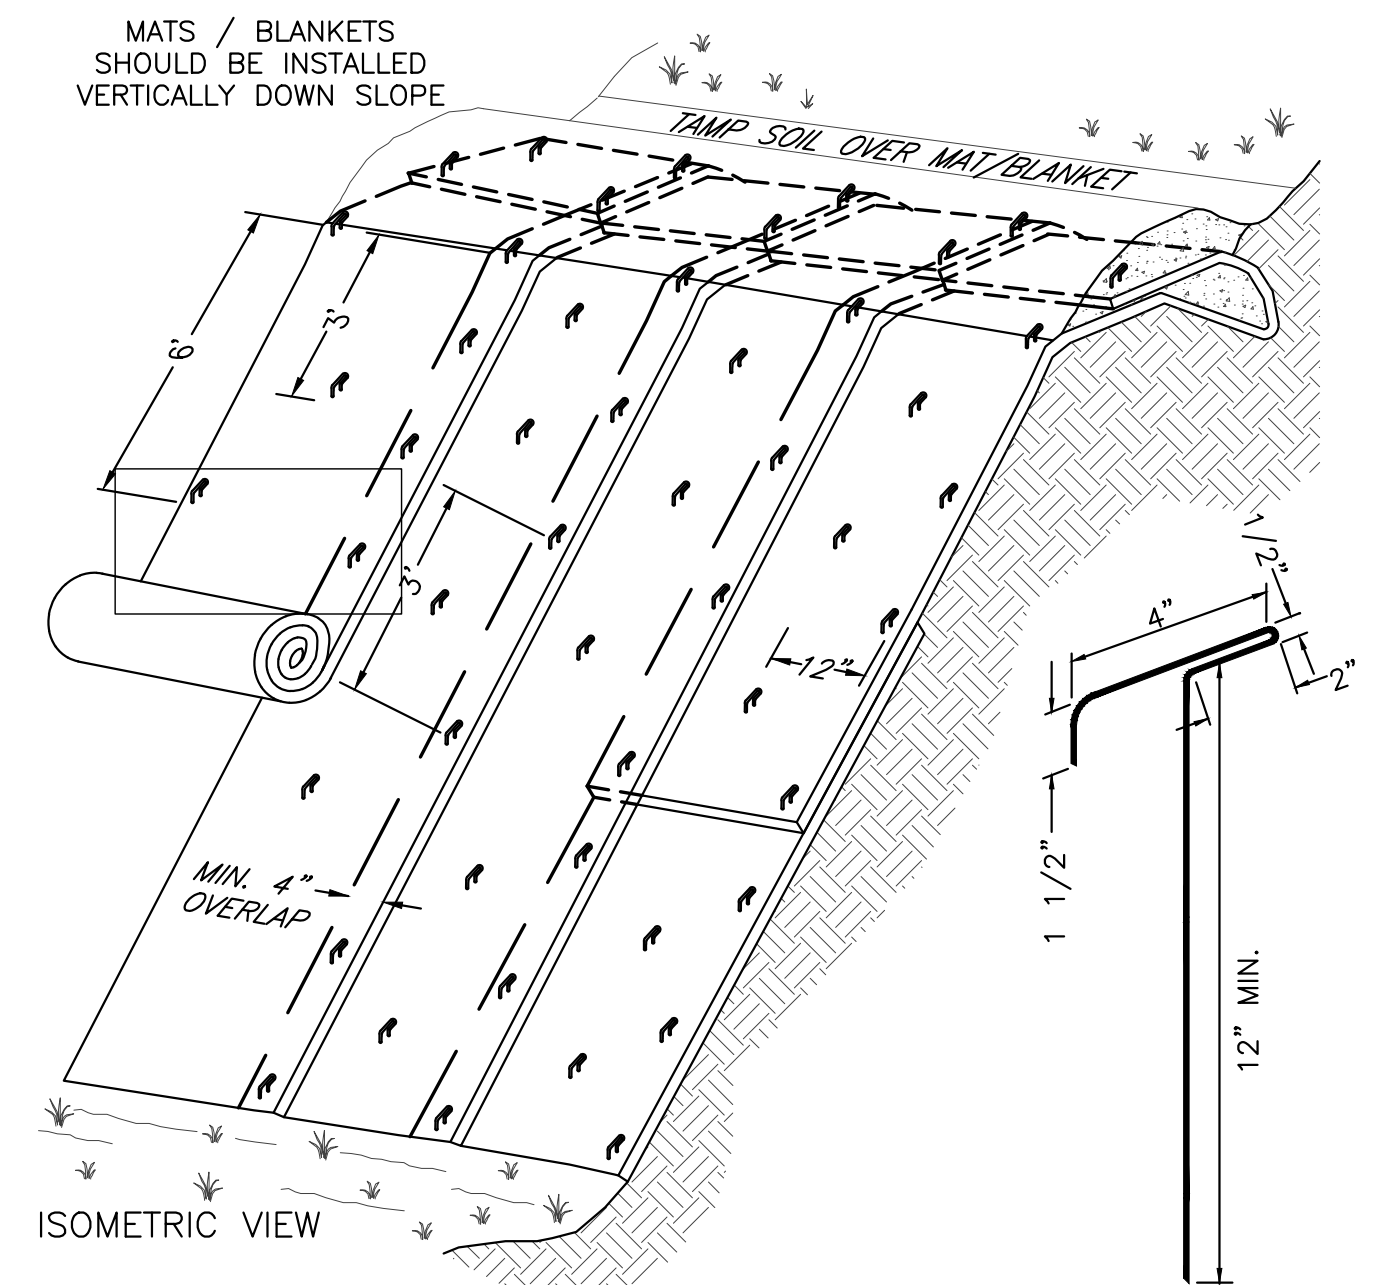 MATS / BLANKETS
SHOULD BE INSTALLED
VERTICALLY DOWN SLOPE
TAMP SOIL OVER MAT/BLANKET
6'
3'
3'
12"
1/2"
4"
2"
1 1/2"
12" MIN.
MIN. 4"
OVERLAP
ISOMETRIC VIEW